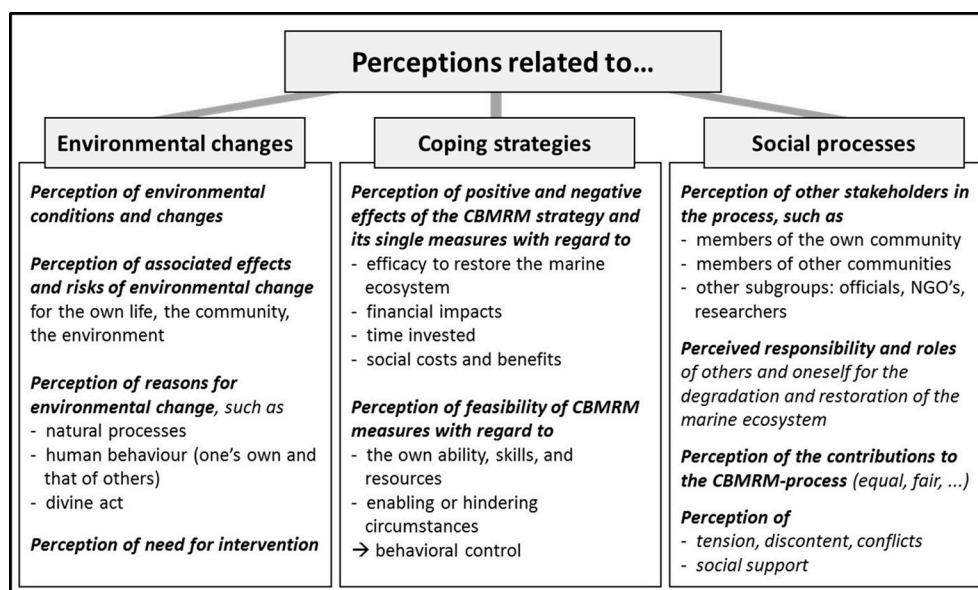 Perceptions related to…
Environmental changes
Perception of environmental
conditions and changes
Perception of associated effects
and risks of environmental change
for the own life, the community,
the environment
Perception of reasons for
environmental change, such as
- natural processes
- human behaviour (one's own and
that of others)
- divine act
Perception of need for intervention
Coping strategies
Perception of positive and negative
effects of the CBMRM strategy and
its single measures with regard to
- efficacy to restore the marine
ecosystem
- financial impacts
- time invested
- social costs and benefits
Perception of feasibility of CBMRM
measures with regard to
- the own ability, skills, and
resources
- enabling or hindering
circumstances
→ behavioral control
Social processes
Perception of other stakeholders in
the process, such as
- members of the own community
- members of other communities
- other subgroups: officials, NGO's,
researchers
Perceived responsibility and roles
of others and oneself for the
degradation and restoration of the
marine ecosystem
Perception of the contributions to
the CBMRM-process (equal, fair, ...)
Perception of
- tension, discontent, conflicts
- social support